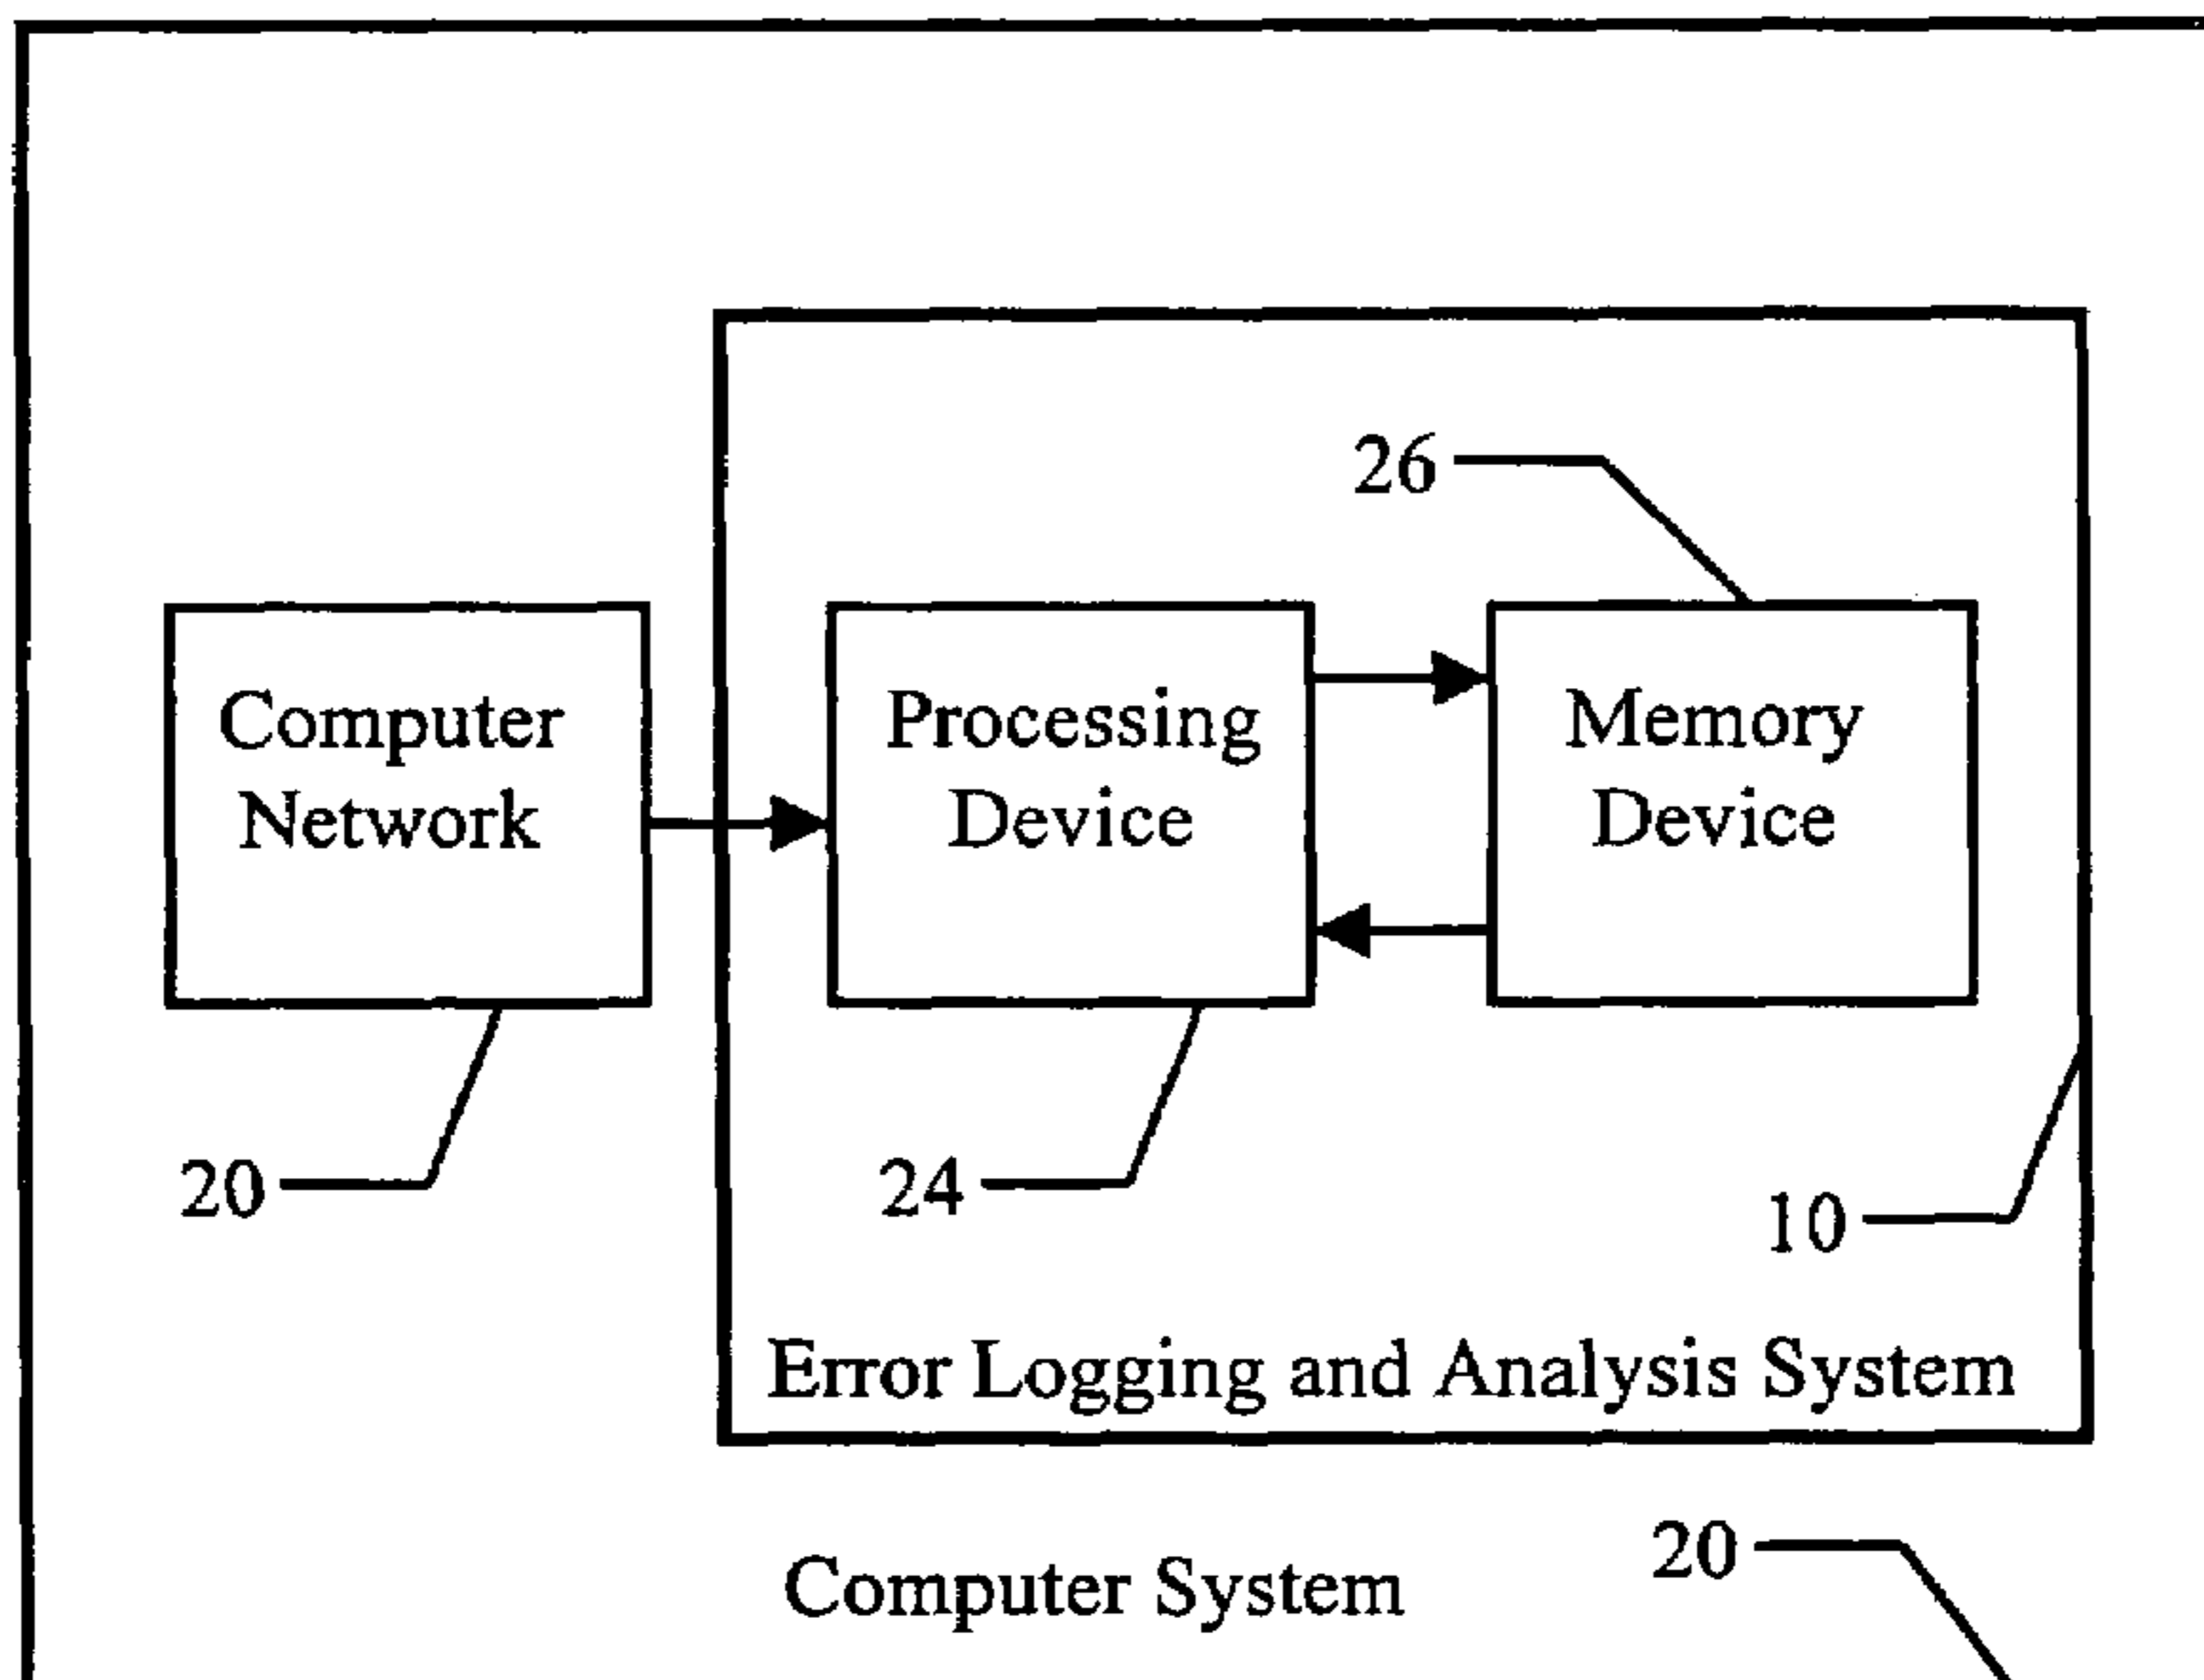 26
Computer
Network
Processing
Device
Memory
Device
20
24
10
Error Logging and Analysis System
20
Computer System